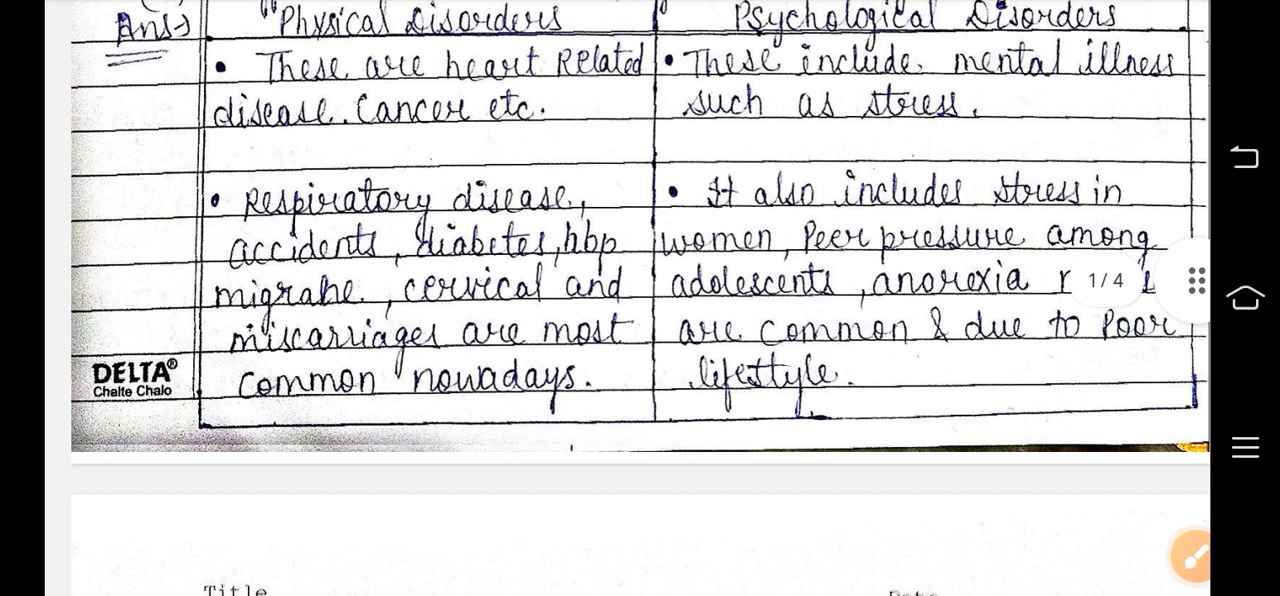 Ans→ "Physical Disorders Psychological Disorders
• These are heart Related • These include mental illness
disease. Cancer etc. such as stress.
• Respiratory disease, • It also includes stress in
accidents, diabetes, hbp women, Peer pressure among
migrahe, cervical and adolescents, anorexia 1/4
miscarriages are most are common & due to Poor
DELTA®
Chalte Chalo
common nowadays. lifestyle.
Title